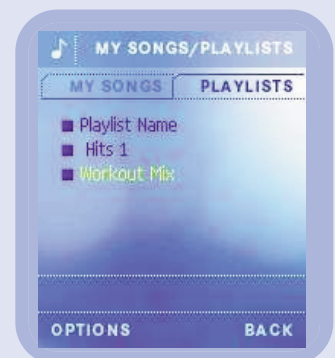 MY SONGS/PLAYLISTS
MY SONGS PLAYLISTS
Playlist Name
Hits 1
Workout Mix
OPTIONS BACK